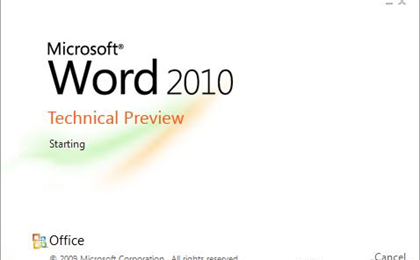 Microsoft®
Word 2010
Technical Preview
Starting
Office
© 2009 Microsoft Corporation. All rights reserved.
Cancel